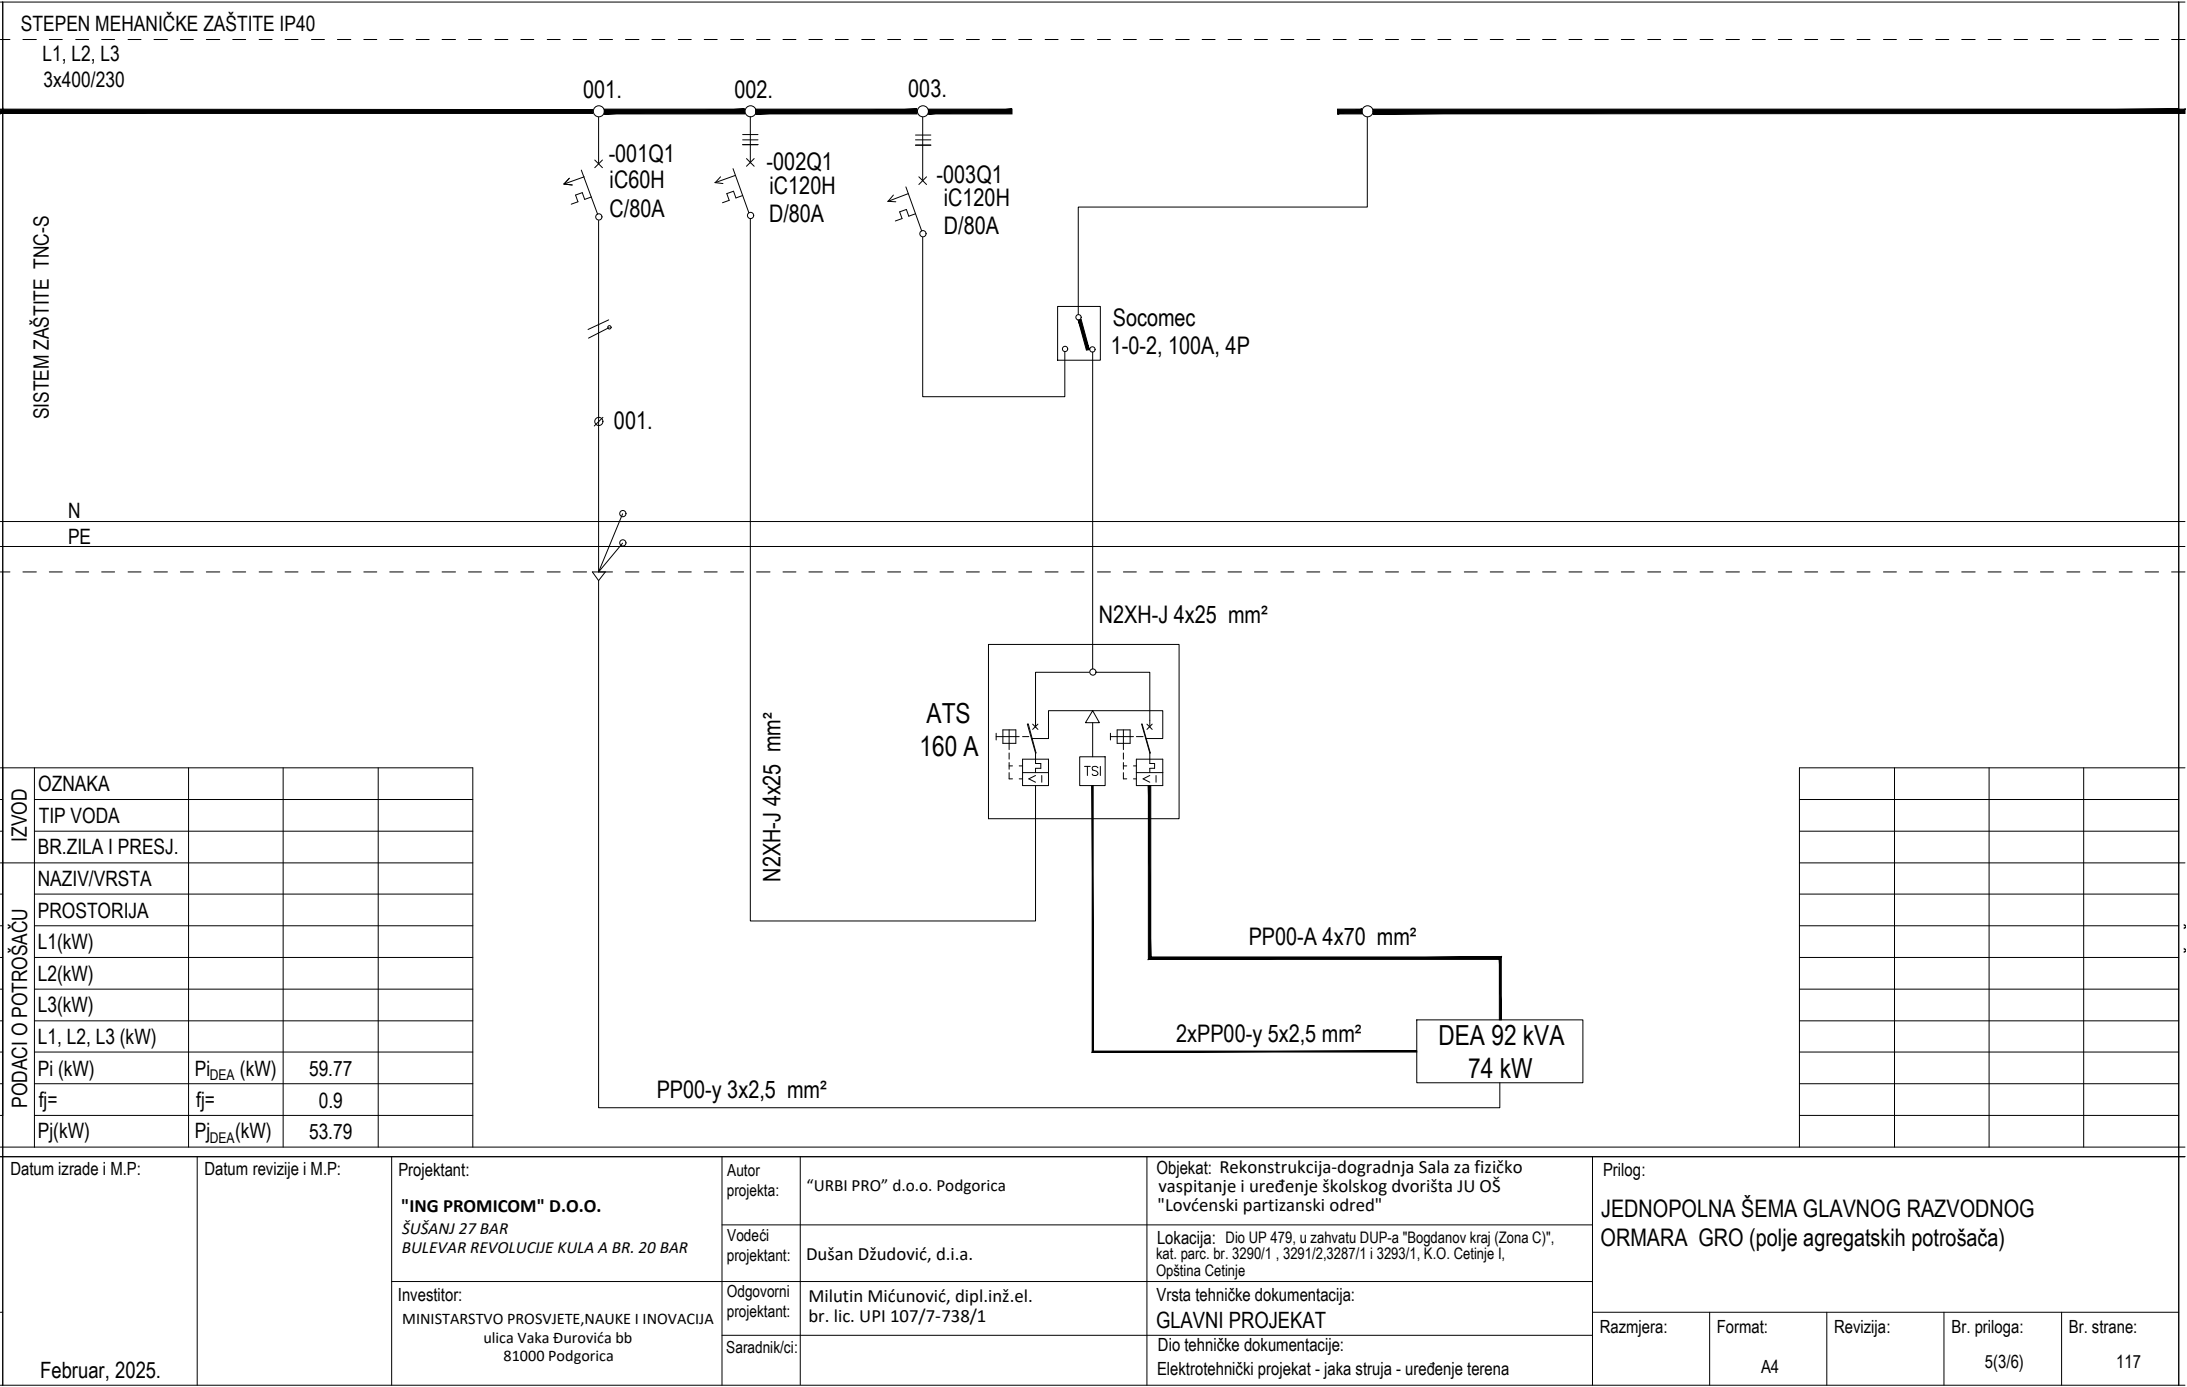 STEPEN MEHANIČKE ZAŠTITE IP40
L1, L2, L3
3x400/230
001.
002.
003.
-001Q1
iC60H
C/80A
-002Q1
iC120H
D/80A
-003Q1
iC120H
D/80A
SISTEM ZAŠTITE TNC-S
Socomec
1-0-2, 100A, 4P
001.
N
PE
N2XH-J 4x25 mm²
ATS
160 A
TSI
< I
< I
N2XH-J 4x25 mm²
PP00-A 4x70 mm²
2xPP00-y 5x2,5 mm²
DEA 92 kVA
74 kW
PP00-y 3x2,5 mm²
IZVOD
OZNAKA
TIP VODA
BR.ZILA I PRESJ.
PODACI O POTROŠAČU
NAZIV/VRSTA
PROSTORIJA
L1(kW)
L2(kW)
L3(kW)
L1, L2, L3 (kW)
Pi (kW) PiDEA (kW) 59.77
fj= fj= 0.9
Pj(kW) PjDEA(kW) 53.79
Datum izrade i M.P:
Februar, 2025.
Datum revizije i M.P:
Projektant:
"ING PROMICOM" D.O.O.
ŠUŠANJ 27 BAR
BULEVAR REVOLUCIJE KULA A BR. 20 BAR
Investitor:
MINISTARSTVO PROSVJETE,NAUKE I INOVACIJA
ulica Vaka Đurovića bb
81000 Podgorica
Autor
projekta:
"URBI PRO" d.o.o. Podgorica
Vodeći
projektant:
Dušan Džudović, d.i.a.
Odgovorni
projektant:
Milutin Mićunović, dipl.inž.el.
br. lic. UPI 107/7-738/1
Saradnik/ci:
Objekat: Rekonstrukcija-dogradnja Sala za fizičko
vaspitanje i uređenje školskog dvorišta JU OŠ
"Lovćenski partizanski odred"
Lokacija: Dio UP 479, u zahvatu DUP-a "Bogdanov kraj (Zona C)",
kat. parc. br. 3290/1 , 3291/2,3287/1 i 3293/1, K.O. Cetinje I,
Opština Cetinje
Vrsta tehničke dokumentacije:
GLAVNI PROJEKAT
Dio tehničke dokumentacije:
Elektrotehnički projekat - jaka struja - uređenje terena
Prilog:
JEDNOPOLNA ŠEMA GLAVNOG RAZVODNOG
ORMARA GRO (polje agregatskih potrošača)
Razmjera:
Format:
A4
Revizija:
Br. priloga:
5(3/6)
Br. strane:
117